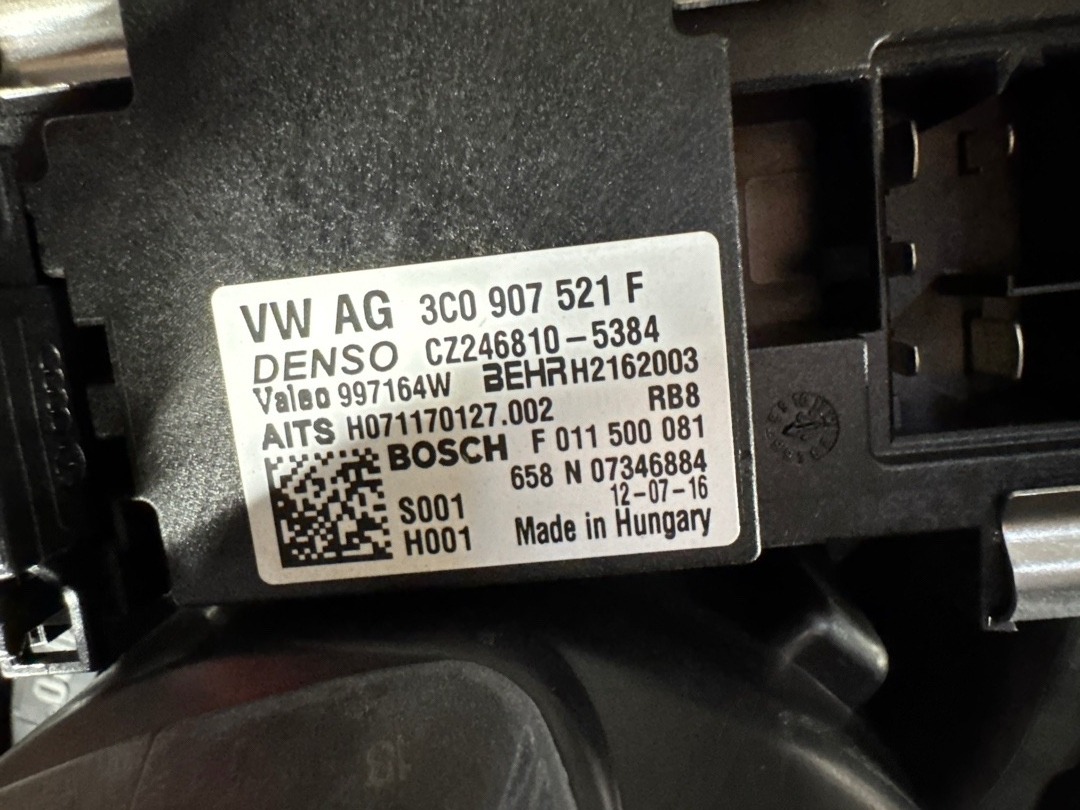 VW AG 3C0 907 521 F
DENSO CZ246810-5384
Valeo 997164W BEHR H2162003
AITS H071170127.002 RB8
BOSCH F 011 500 081
658 N 07346884
S001 12-07-16
H001 Made in Hungary
13